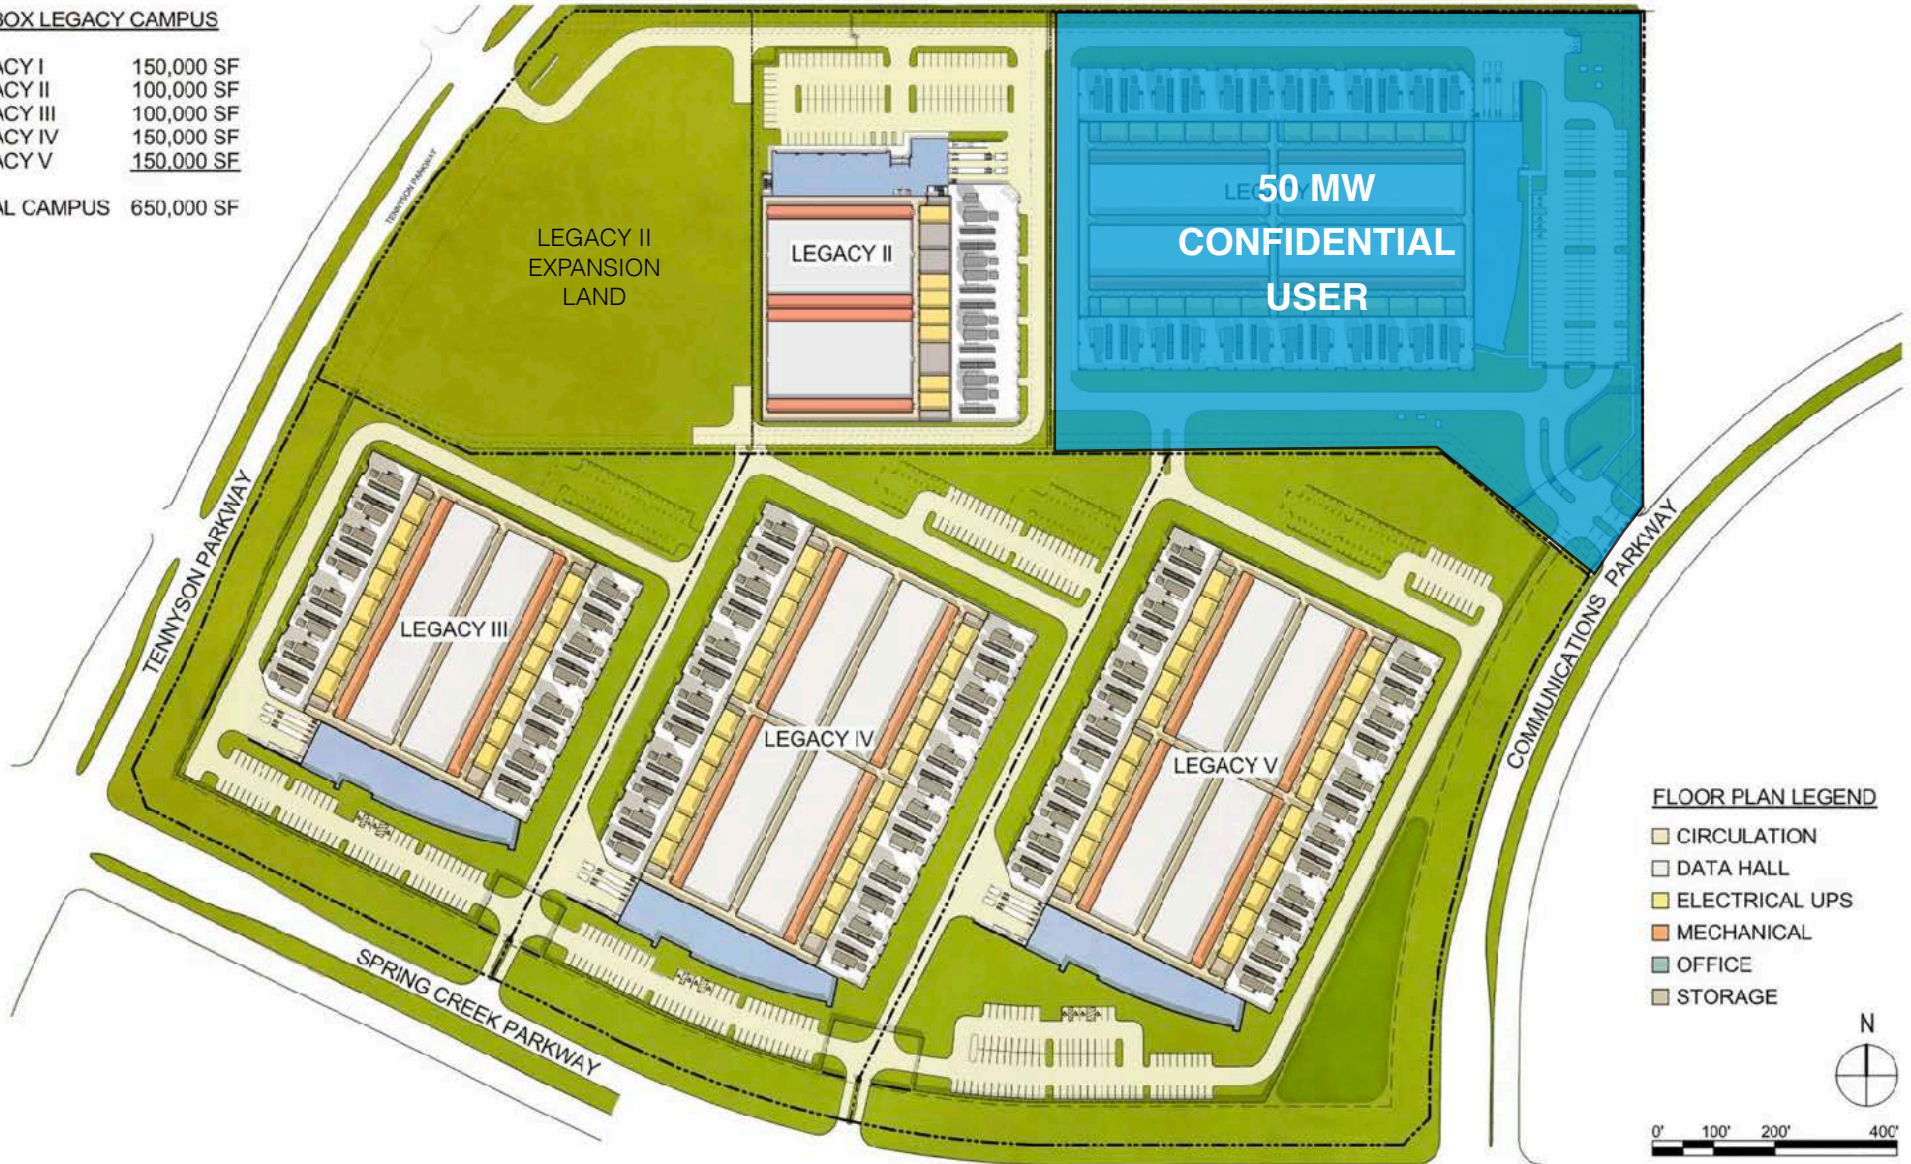 BOX LEGACY CAMPUS
ACY I 150,000 SF
ACY II 100,000 SF
ACY III 100,000 SF
ACY IV 150,000 SF
ACY V 150,000 SF
AL CAMPUS 650,000 SF
TENNYSON PARKWAY
LEGACY II
EXPANSION
LAND
LEGACY II
LEGACY
50 MW
CONFIDENTIAL
USER
TENNYSON PARKWAY
LEGACY III
LEGACY IV
LEGACY V
COMMUNICATIONS PARKWAY
SPRING CREEK PARKWAY
FLOOR PLAN LEGEND
CIRCULATION
DATA HALL
ELECTRICAL UPS
MECHANICAL
OFFICE
STORAGE
N
0' 100' 200' 400'